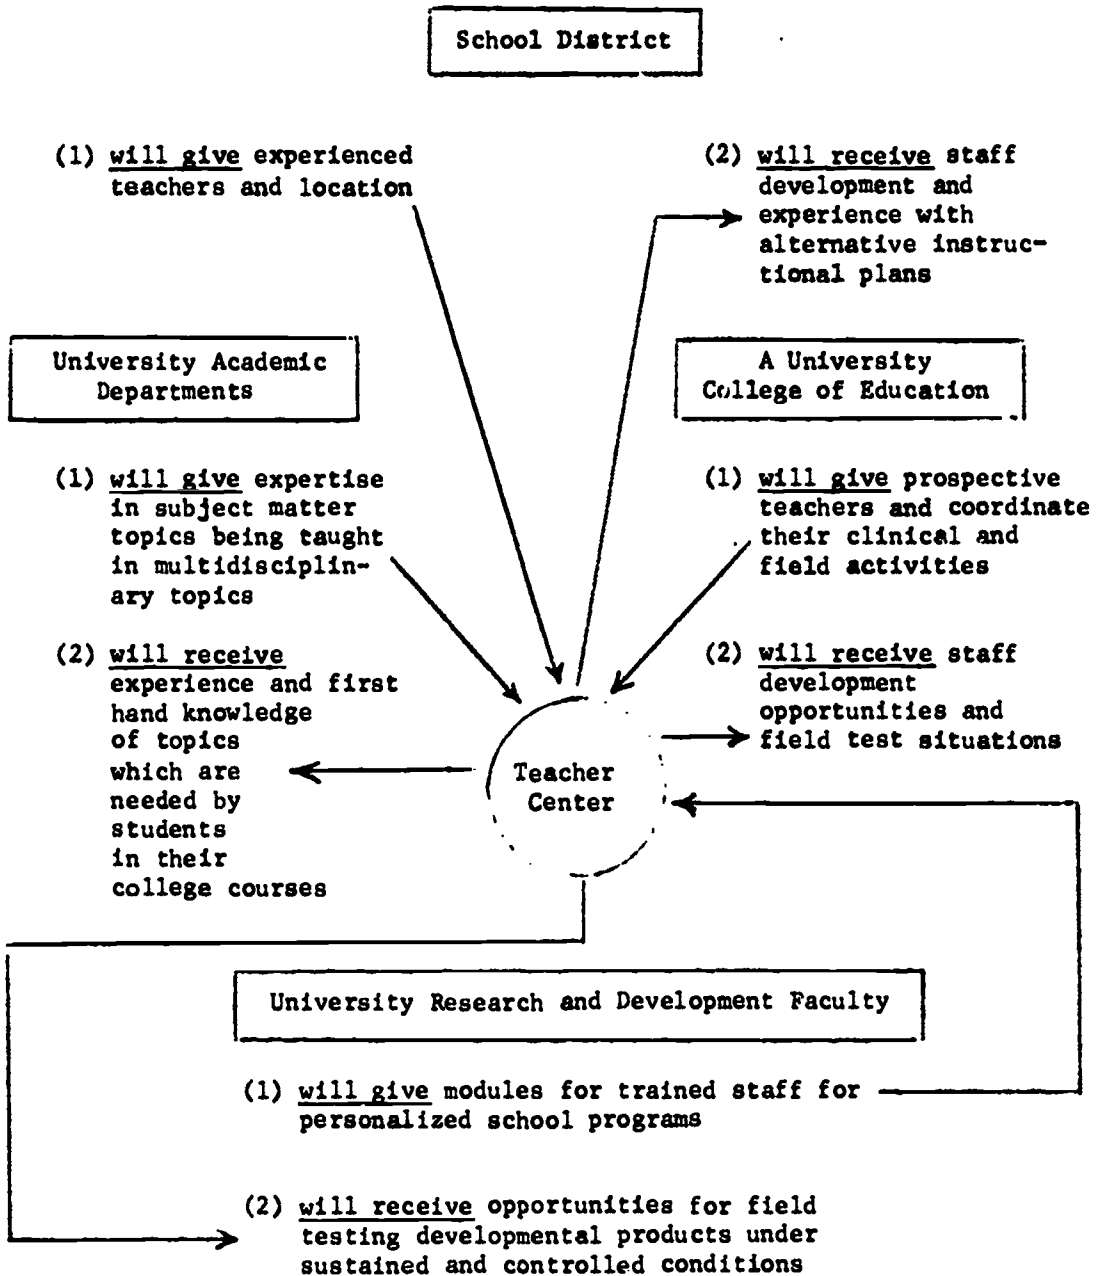 School District
(1) will give experienced
teachers and location
(2) will receive staff
development and
experience with
alternative instruc-
tional plans
University Academic
Departments
(1) will give expertise
in subject matter
topics being taught
in multidisciplin-
ary topics
(2) will receive
experience and first
hand knowledge
of topics
which are
needed by
students
in their
college courses
A University
College of Education
(1) will give prospective
teachers and coordinate
their clinical and
field activities
(2) will receive staff
development
opportunities and
field test situations
Teacher
Center
University Research and Development Faculty
(1) will give modules for trained staff for
personalized school programs
(2) will receive opportunities for field
testing developmental products under
sustained and controlled conditions